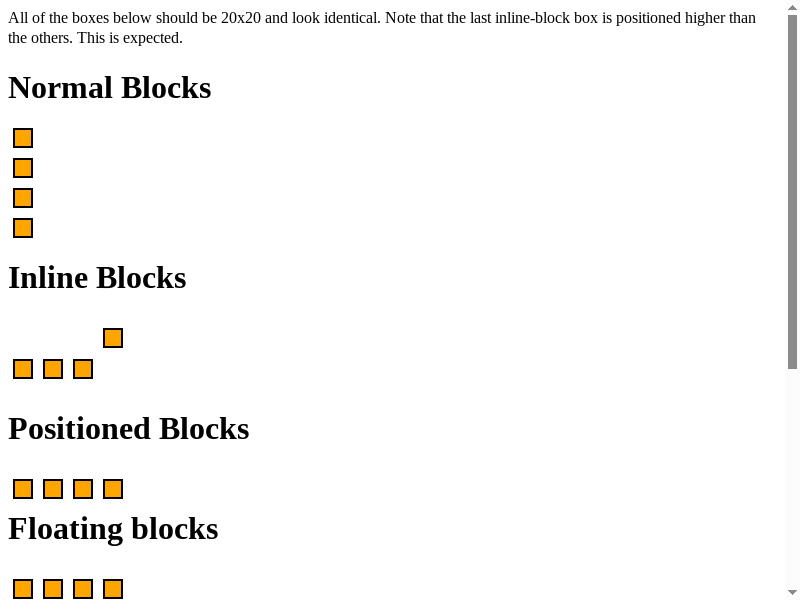 All of the boxes below should be 20x20 and look identical. Note that the last inline-block box is positioned higher than
the others. This is expected.
Normal Blocks
Inline Blocks
Positioned Blocks
Floating blocks